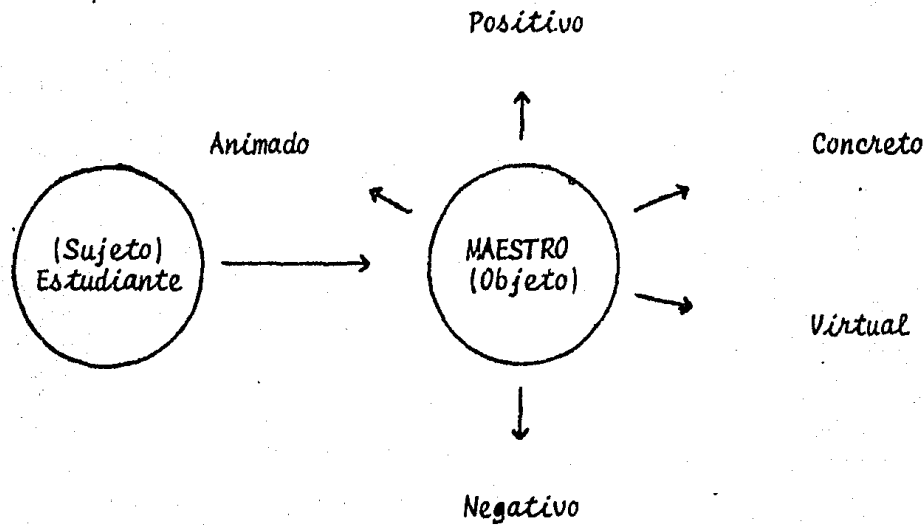 Positivo
Animado
Concreto
(Sujeto)
Estudiante
MAESTRO
(Objeto)
Virtual
Negativo